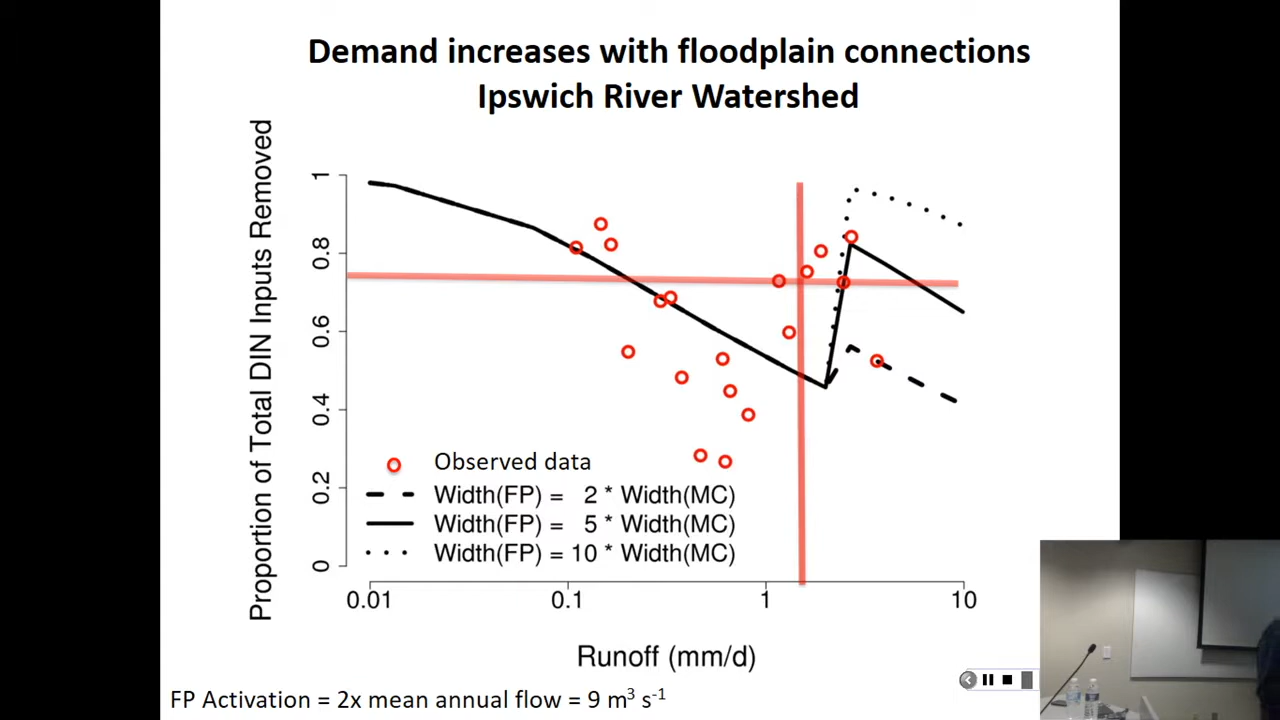 Demand increases with floodplain connections
Ipswich River Watershed
Proportion of Total DIN Inputs Removed
1
0.8
0.6
0.4
0.2
0
Observed data
Width(FP) = 2 * Width(MC)
Width(FP) = 5 * Width(MC)
Width(FP) = 10 * Width(MC)
0.01 0.1 1 10
Runoff (mm/d)
FP Activation = 2x mean annual flow = 9 m³ s⁻¹